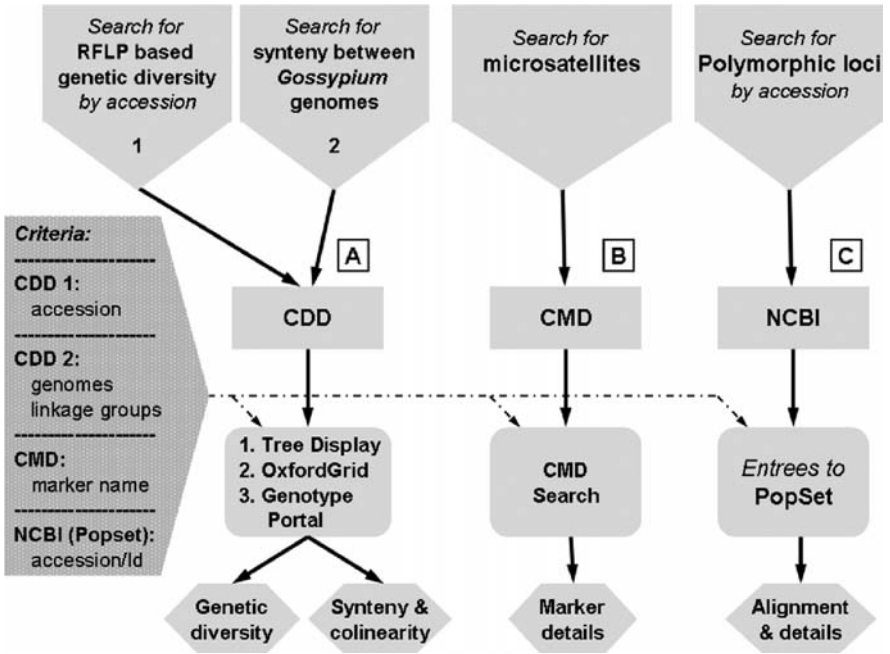 Search for
RFLP based
genetic diversity
by accession
1
Search for
synteny between
Gossypium
genomes
2
Search for
microsatellites
Search for
Polymorphic loci
by accession
Criteria:
CDD 1:
accession
CDD 2:
genomes
linkage groups
CMD:
marker name
NCBI (Popset):
accession/Id
A
B
C
CDD
CMD
NCBI
1. Tree Display
2. OxfordGrid
3. Genotype
Portal
CMD
Search
Entrees to
PopSet
Genetic
diversity
Synteny &
colinearity
Marker
details
Alignment
& details